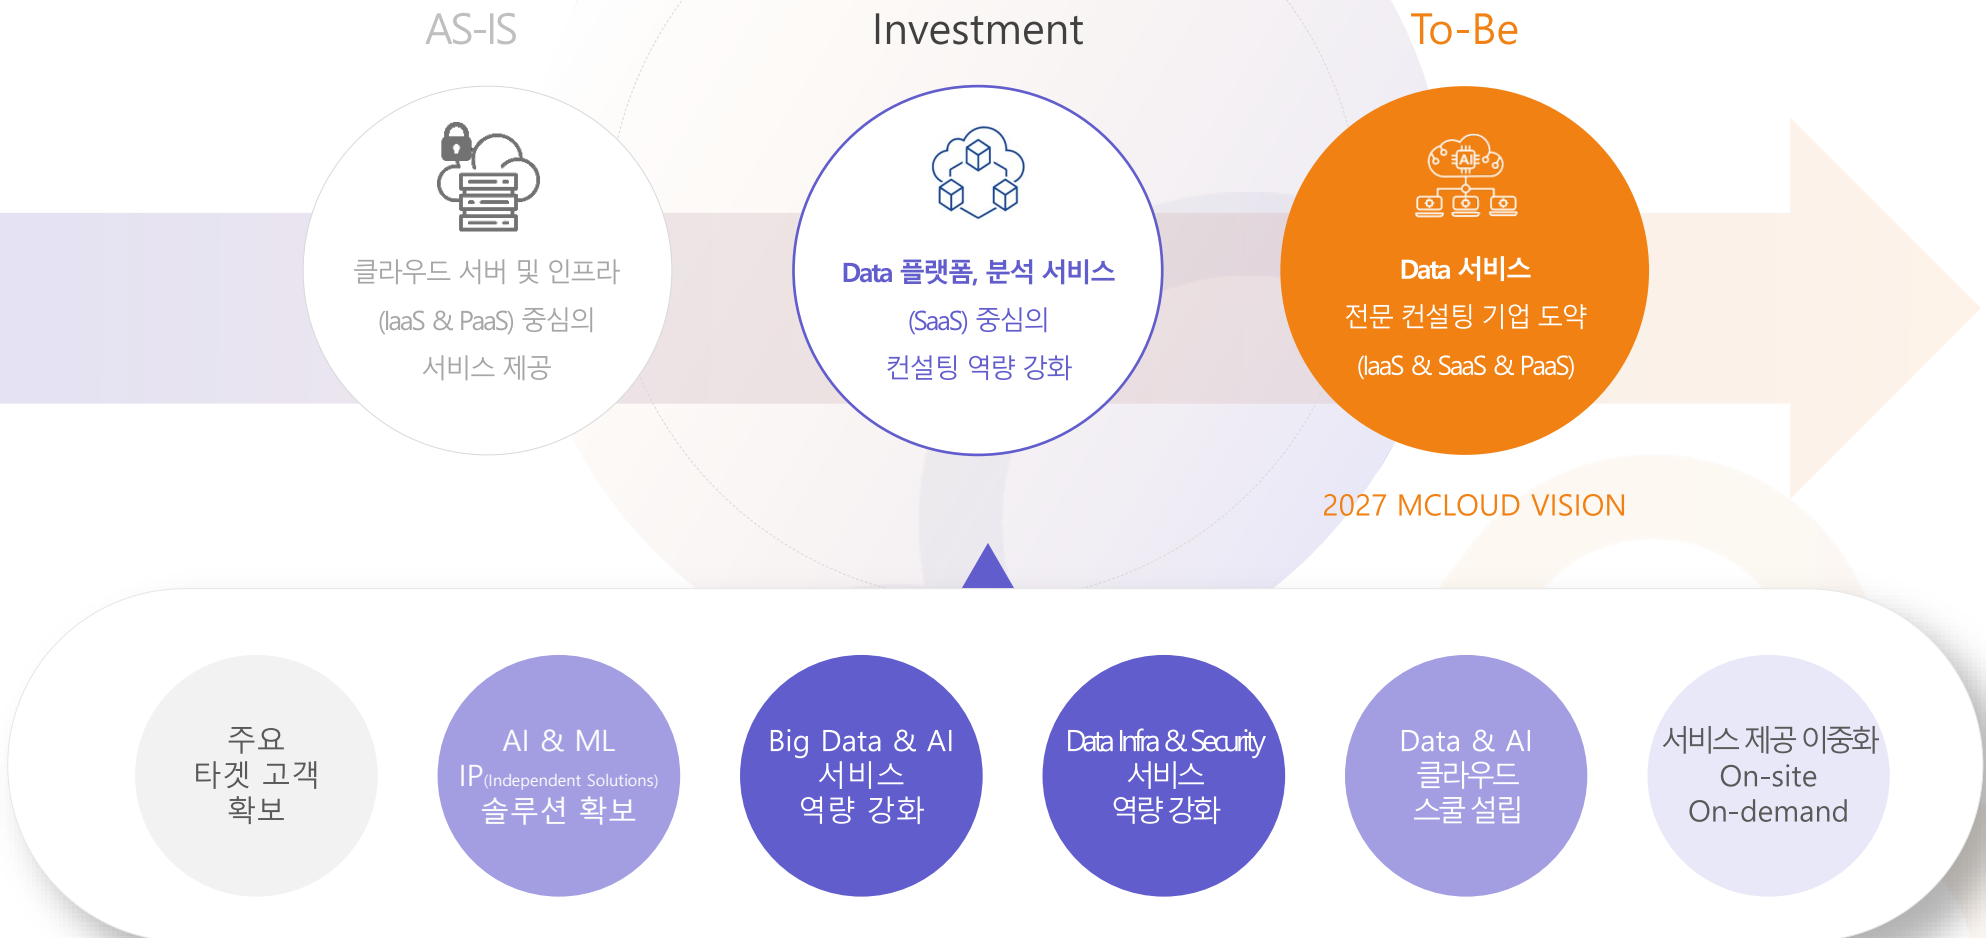 AS-IS
Investment
To-Be
클라우드 서버 및 인프라
(IaaS & PaaS) 중심의
서비스 제공
Data 플랫폼, 분석 서비스
(SaaS) 중심의
컨설팅 역량 강화
AI
Data 서비스
전문 컨설팅 기업 도약
(IaaS & SaaS & PaaS)
2027 MCLOUD VISION
주요
타겟 고객
확보
AI & ML
IP(Independent Solutions)
솔루션 확보
Big Data & AI
서비스
역량 강화
Data Infra & Security
서비스
역량 강화
Data & AI
클라우드
스쿨 설립
서비스 제공 이중화
On-site
On-demand